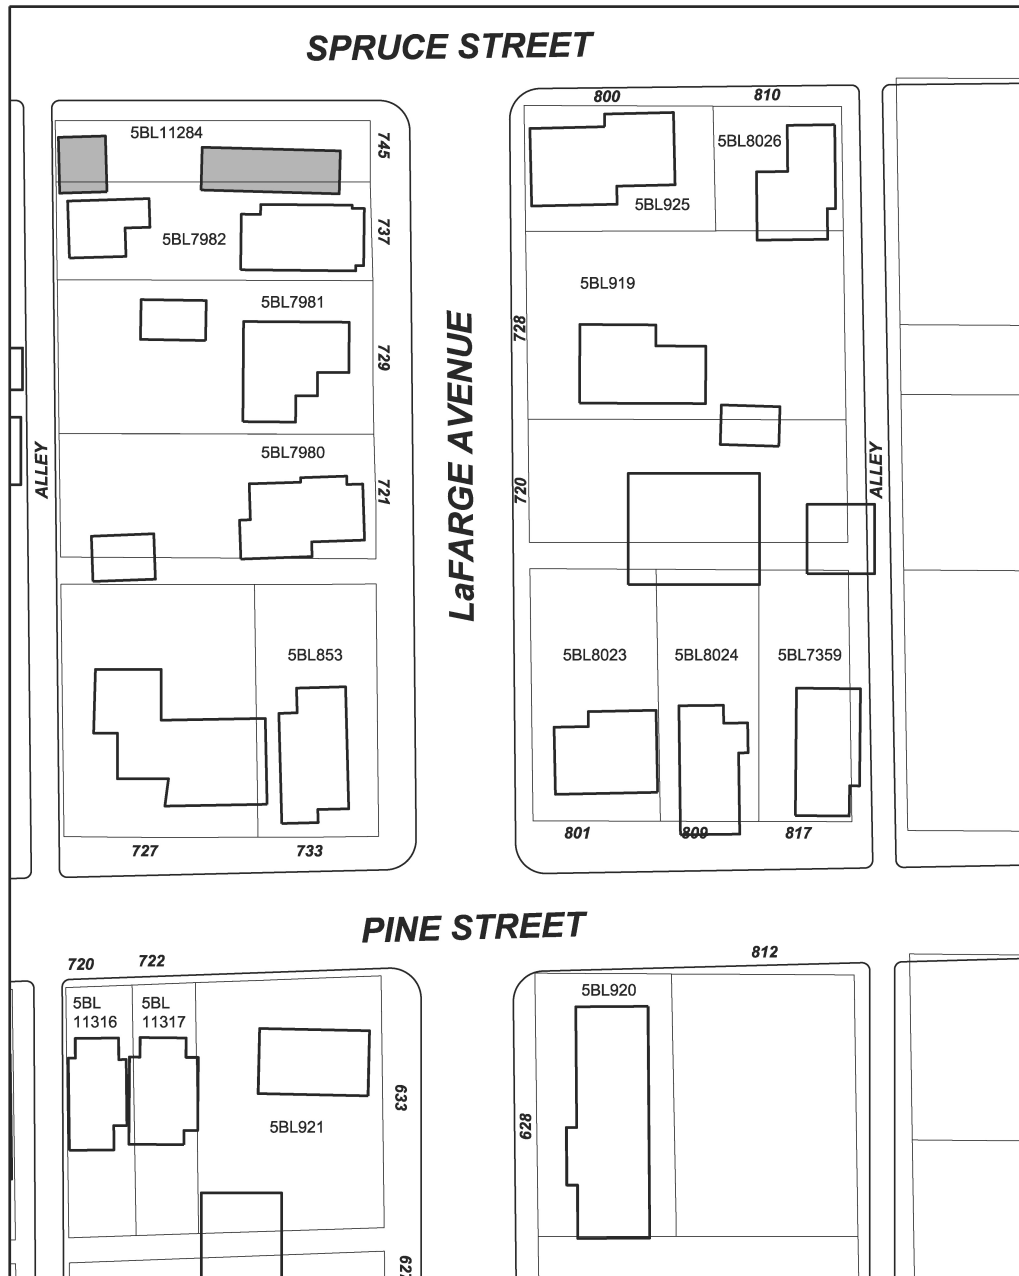 SPRUCE STREET
800
810
5BL11284
745
5BL8026
5BL925
737
5BL7982
5BL919
5BL7981
728
729
LaFARGE AVENUE
ALLEY
5BL7980
721
720
ALLEY
5BL853
5BL8023
5BL8024
5BL7359
801
809
817
727
733
PINE STREET
720
722
812
5BL
11316
5BL
11317
5BL920
633
628
5BL921